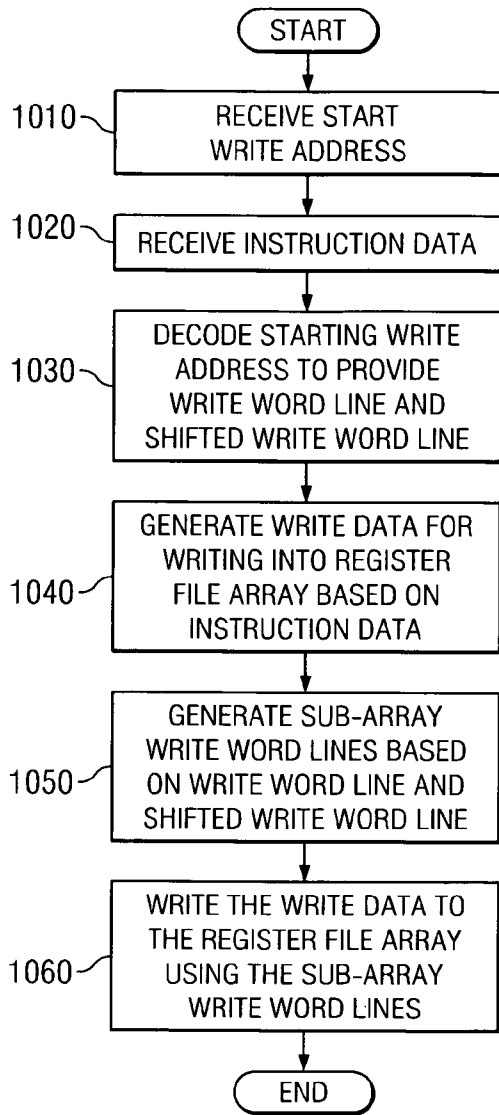 START
1010
RECEIVE START
WRITE ADDRESS
1020
RECEIVE INSTRUCTION DATA
1030
DECODE STARTING WRITE
ADDRESS TO PROVIDE
WRITE WORD LINE AND
SHIFTED WRITE WORD LINE
1040
GENERATE WRITE DATA FOR
WRITING INTO REGISTER
FILE ARRAY BASED ON
INSTRUCTION DATA
1050
GENERATE SUB-ARRAY
WRITE WORD LINES BASED
ON WRITE WORD LINE AND
SHIFTED WRITE WORD LINE
1060
WRITE THE WRITE DATA TO
THE REGISTER FILE ARRAY
USING THE SUB-ARRAY
WRITE WORD LINES
END